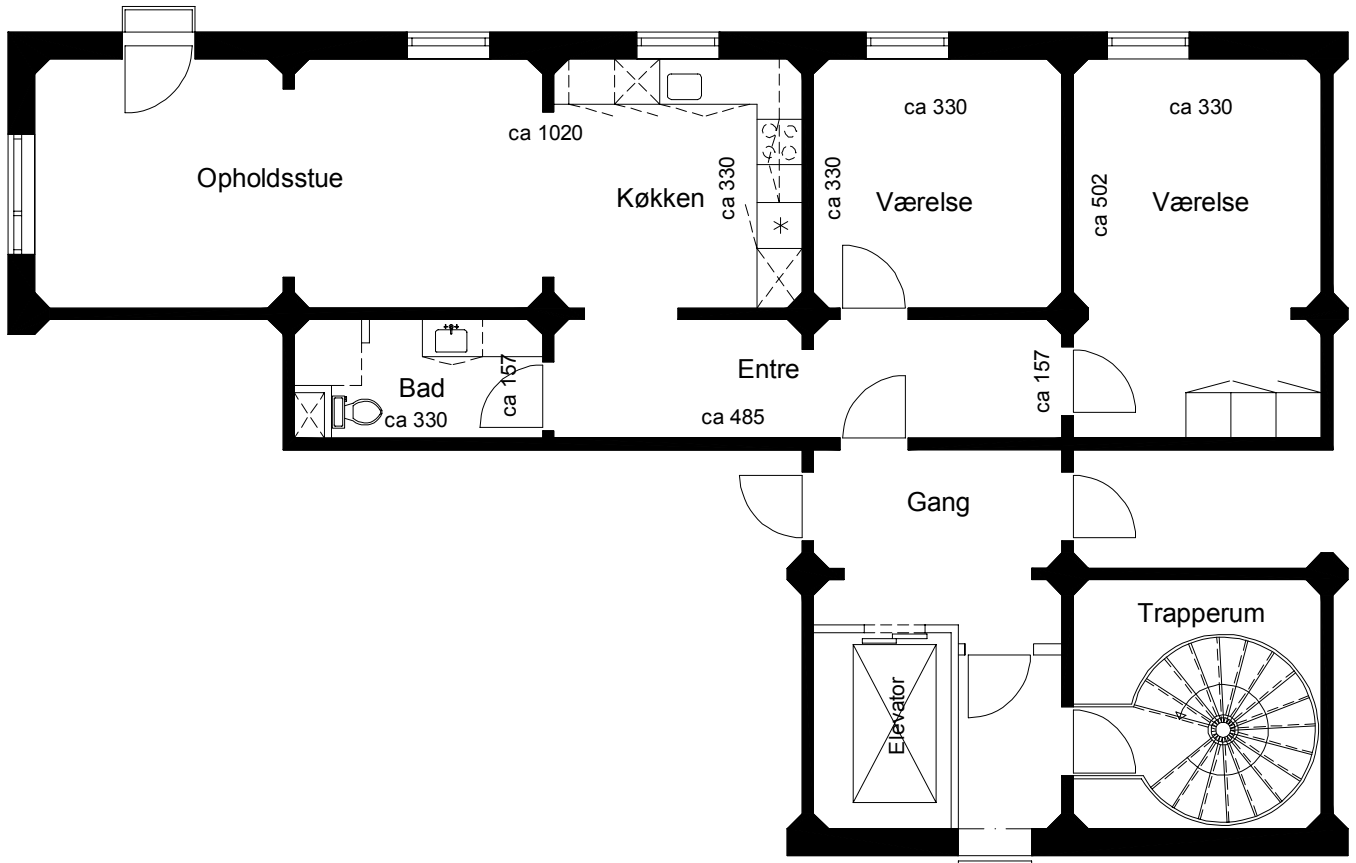 ca 1020
ca 330
ca 330
Opholdsstue
Køkken
ca 330
ca 330
Værelse
ca 502
Værelse
Bad
ca 330
ca 157
Entre
ca 485
ca 157
Gang
Elevator
Trapperum